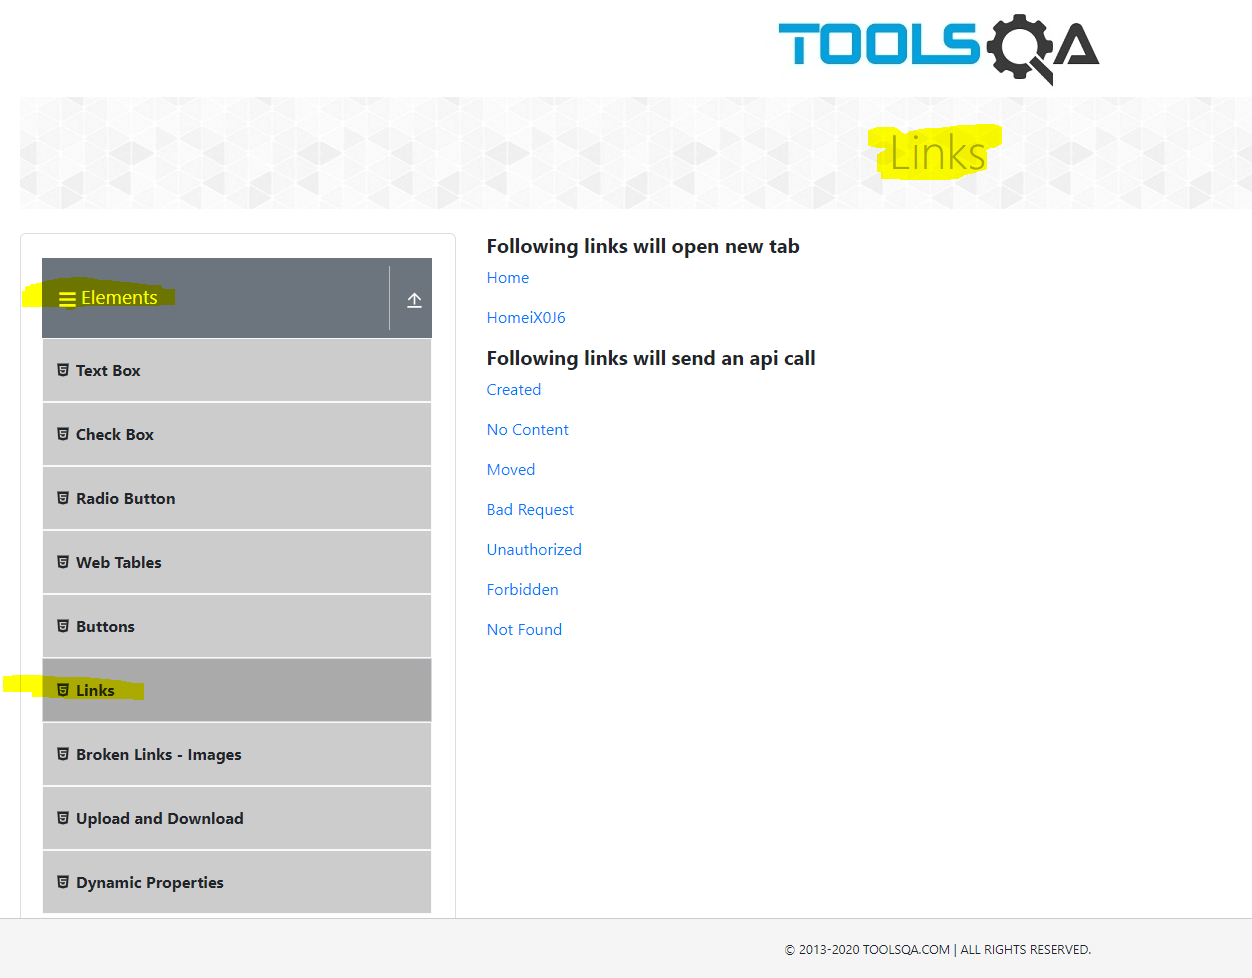 TOOLSQA
Links
Elements
Text Box
Check Box
Radio Button
Web Tables
Buttons
Links
Broken Links - Images
Upload and Download
Dynamic Properties
Following links will open new tab
Home
HomeiX0J6
Following links will send an api call
Created
No Content
Moved
Bad Request
Unauthorized
Forbidden
Not Found
© 2013-2020 TOOLSQA.COM | ALL RIGHTS RESERVED.